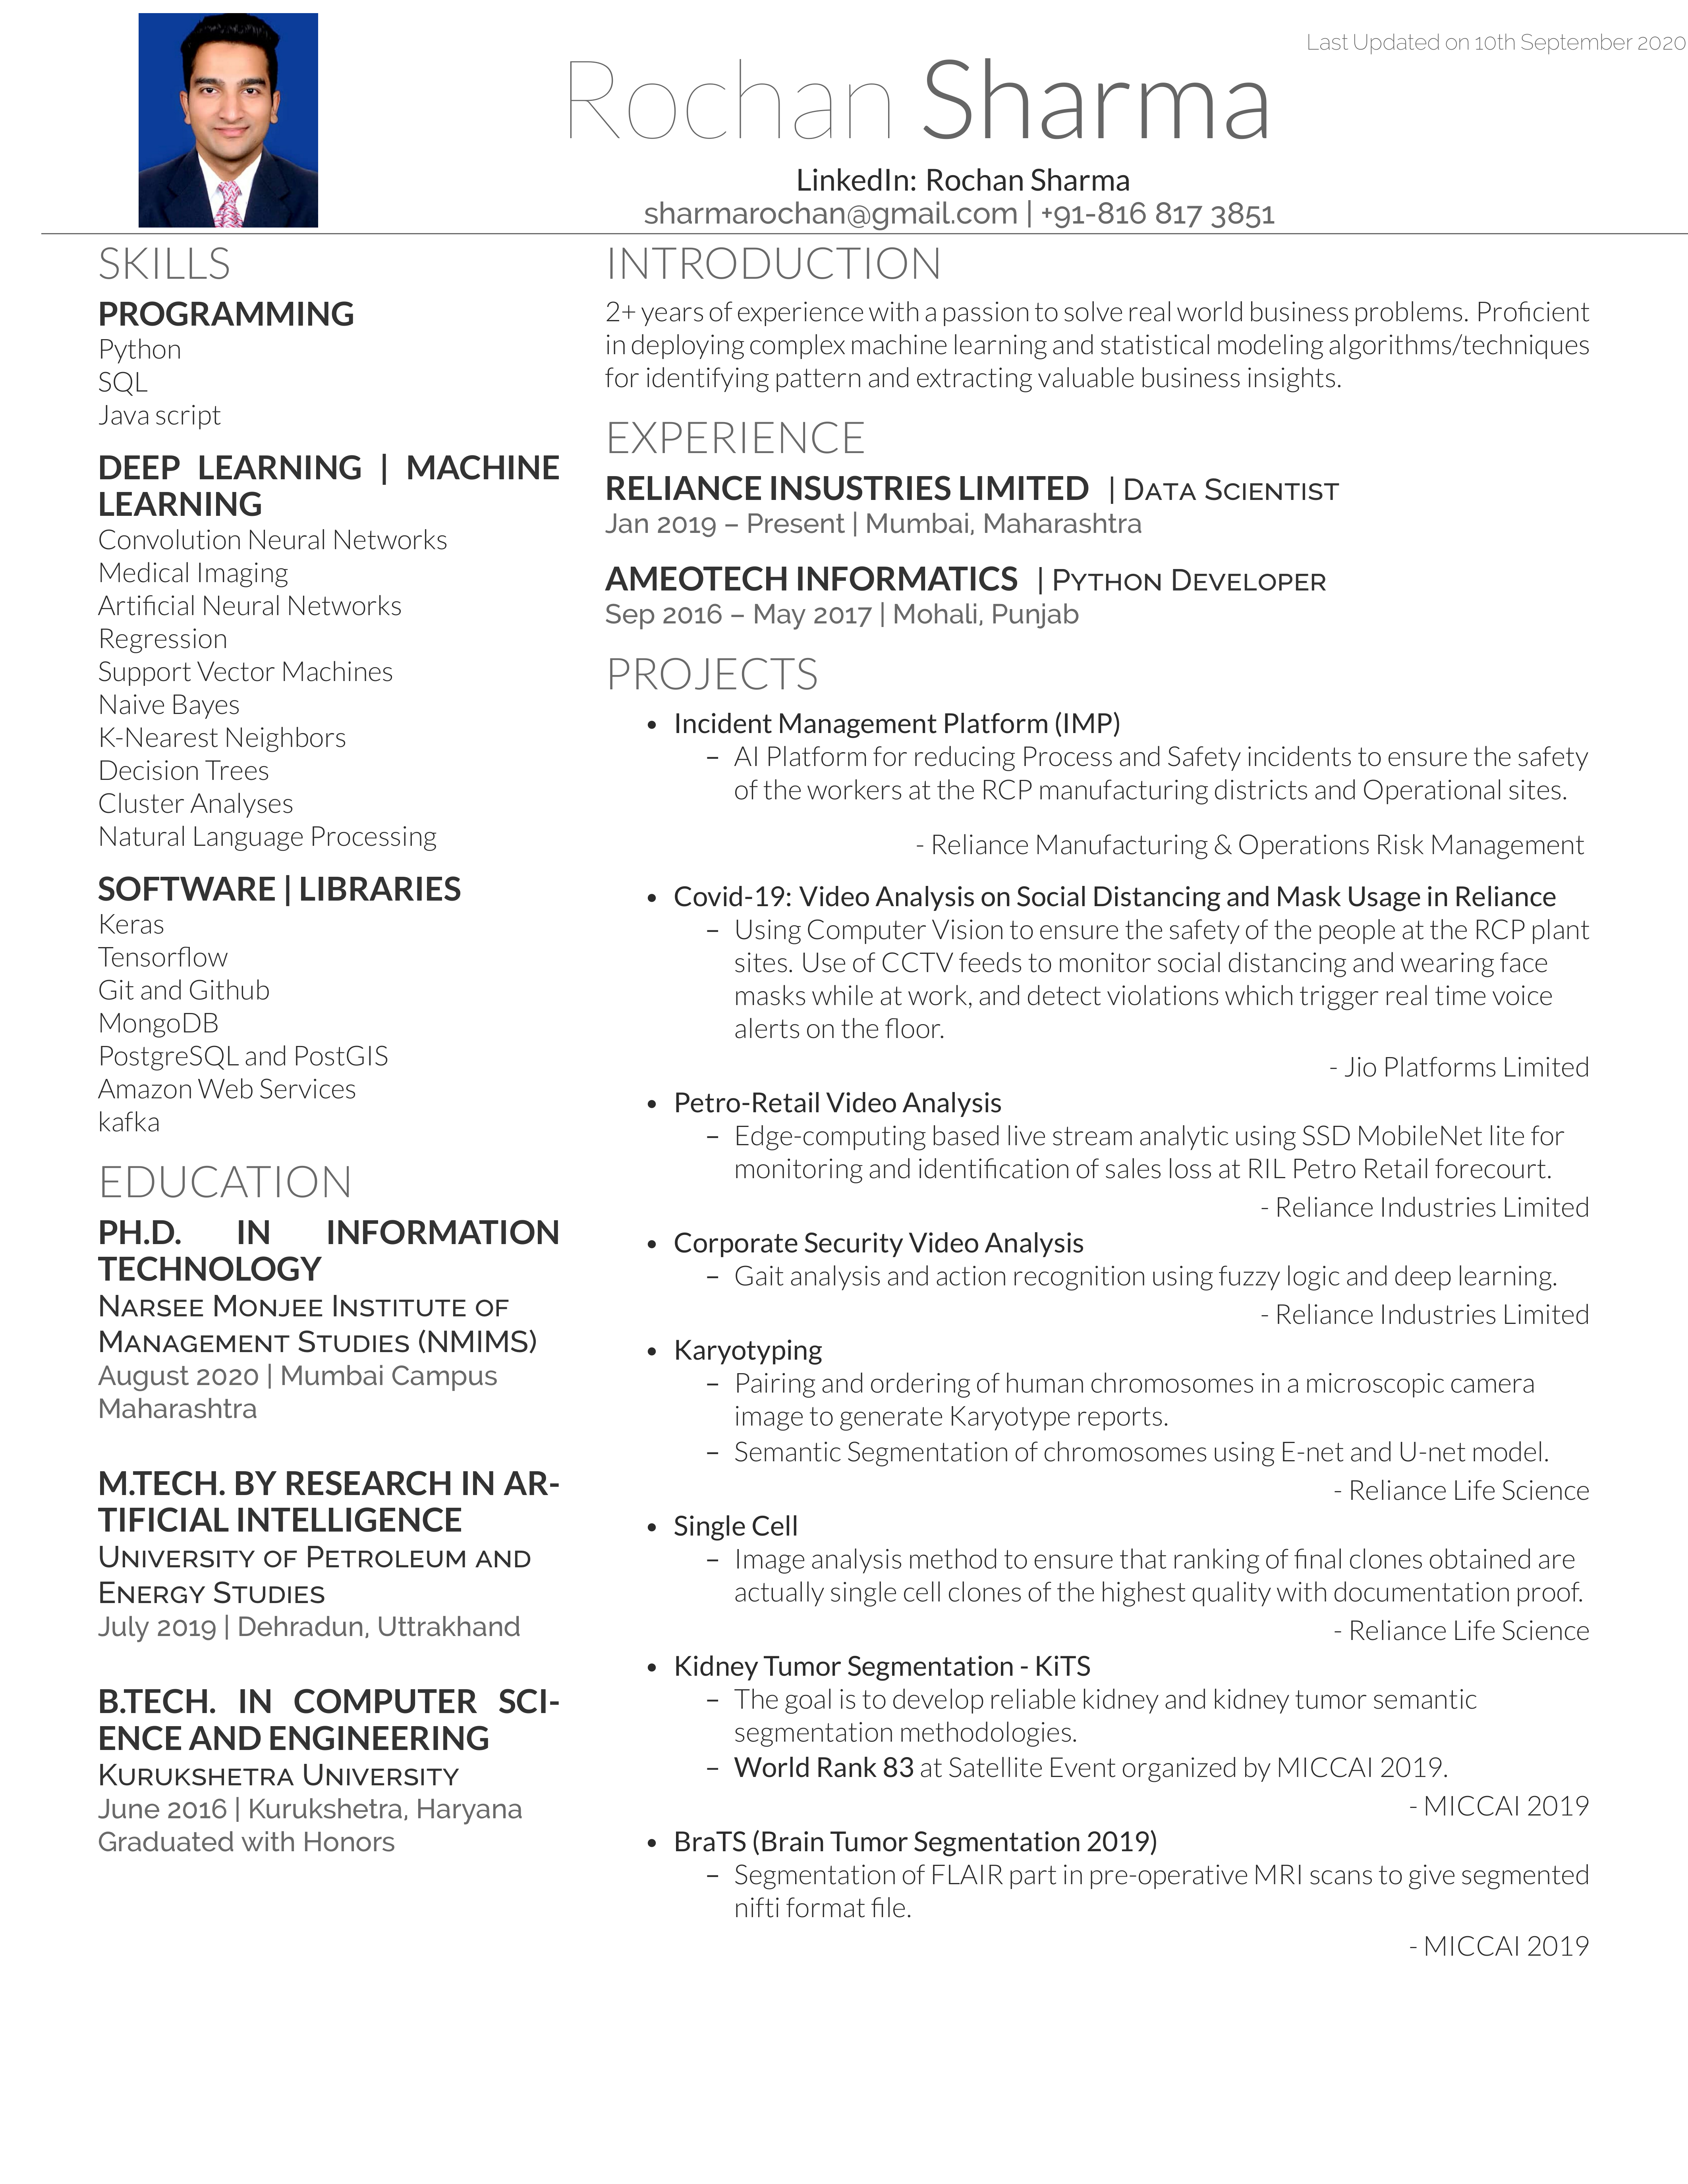 Last Updated on 10th September 2020
Rochan Sharma
LinkedIn: Rochan Sharma
sharmarochan@gmail.com | +91-816 817 3851
SKILLS
PROGRAMMING
Python
SQL
Java script
DEEP LEARNING | MACHINE
LEARNING
Convolution Neural Networks
Medical Imaging
Artificial Neural Networks
Regression
Support Vector Machines
Naive Bayes
K-Nearest Neighbors
Decision Trees
Cluster Analyses
Natural Language Processing
SOFTWARE | LIBRARIES
Keras
Tensorflow
Git and Github
MongoDB
PostgreSQL and PostGIS
Amazon Web Services
kafka
EDUCATION
PH.D. IN INFORMATION
TECHNOLOGY
NARSEE MONJEE INSTITUTE OF
MANAGEMENT STUDIES (NMIMS)
August 2020 | Mumbai Campus
Maharashtra
M.TECH. BY RESEARCH IN AR-
TIFICIAL INTELLIGENCE
UNIVERSITY OF PETROLEUM AND
ENERGY STUDIES
July 2019 | Dehradun, Uttrakhand
B.TECH. IN COMPUTER SCI-
ENCE AND ENGINEERING
KURUKSHETRA UNIVERSITY
June 2016 | Kurukshetra, Haryana
Graduated with Honors
INTRODUCTION
2+ years of experience with a passion to solve real world business problems. Proficient
in deploying complex machine learning and statistical modeling algorithms/techniques
for identifying pattern and extracting valuable business insights.
EXPERIENCE
RELIANCE INSUSTRIES LIMITED | DATA SCIENTIST
Jan 2019 – Present | Mumbai, Maharashtra
AMEOTECH INFORMATICS | PYTHON DEVELOPER
Sep 2016 – May 2017 | Mohali, Punjab
PROJECTS
• Incident Management Platform (IMP)
– AI Platform for reducing Process and Safety incidents to ensure the safety
of the workers at the RCP manufacturing districts and Operational sites.
- Reliance Manufacturing & Operations Risk Management
• Covid-19: Video Analysis on Social Distancing and Mask Usage in Reliance
– Using Computer Vision to ensure the safety of the people at the RCP plant
sites. Use of CCTV feeds to monitor social distancing and wearing face
masks while at work, and detect violations which trigger real time voice
alerts on the floor.
- Jio Platforms Limited
• Petro-Retail Video Analysis
– Edge-computing based live stream analytic using SSD MobileNet lite for
monitoring and identification of sales loss at RIL Petro Retail forecourt.
- Reliance Industries Limited
• Corporate Security Video Analysis
– Gait analysis and action recognition using fuzzy logic and deep learning.
- Reliance Industries Limited
• Karyotyping
– Pairing and ordering of human chromosomes in a microscopic camera
image to generate Karyotype reports.
– Semantic Segmentation of chromosomes using E-net and U-net model.
- Reliance Life Science
• Single Cell
– Image analysis method to ensure that ranking of final clones obtained are
actually single cell clones of the highest quality with documentation proof.
- Reliance Life Science
• Kidney Tumor Segmentation - KiTS
– The goal is to develop reliable kidney and kidney tumor semantic
segmentation methodologies.
– World Rank 83 at Satellite Event organized by MICCAI 2019.
- MICCAI 2019
• BraTS (Brain Tumor Segmentation 2019)
– Segmentation of FLAIR part in pre-operative MRI scans to give segmented
nifti format file.
- MICCAI 2019